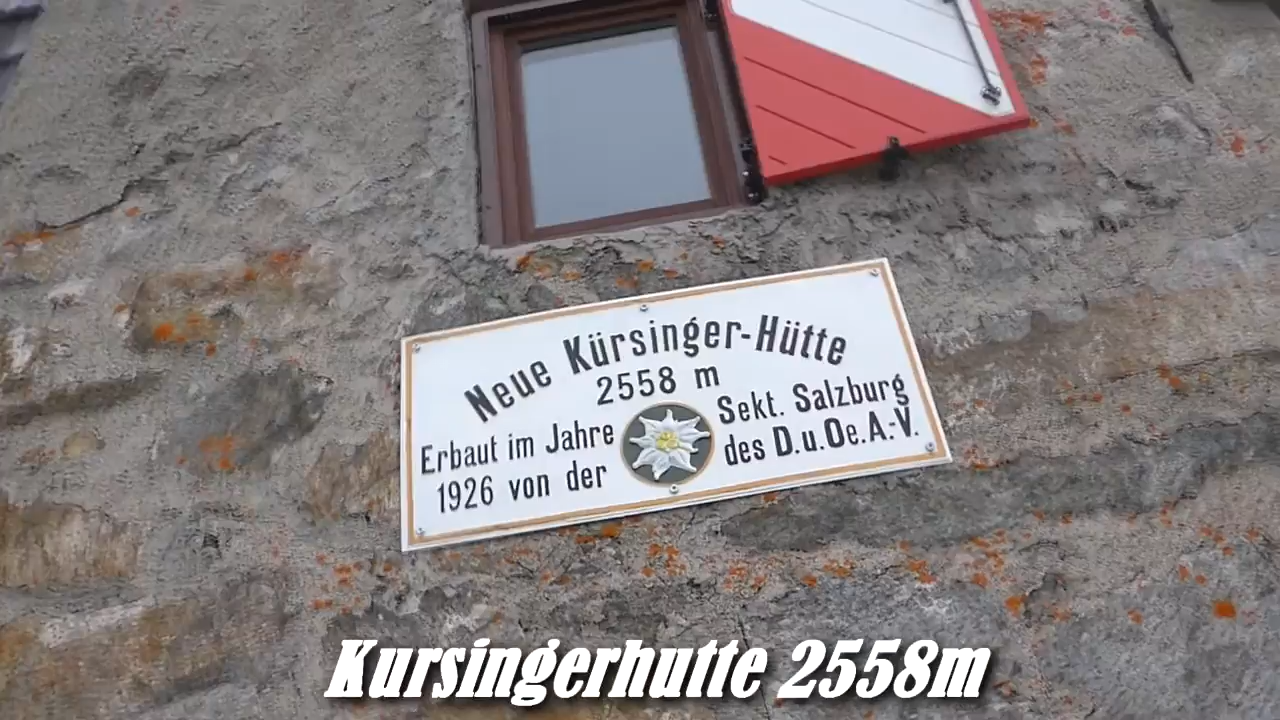 Neue Kürsinger-Hütte
2558 m
Erbaut im Jahre
1926 von der
Sekt. Salzburg
des D.u.Oe.A.-V.
Kursingerhutte 2558m